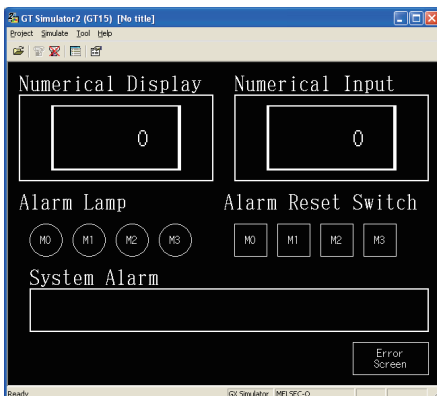 GT Simulator2 (GT15) [No title]
Project Simulate Tool Help
Numerical Display Numerical Input
0 0
Alarm Lamp Alarm Reset Switch
M0 M1 M2 M3 M0 M1 M2 M3
System Alarm
Error
Screen
Ready GX Simulator MELSEC-Q